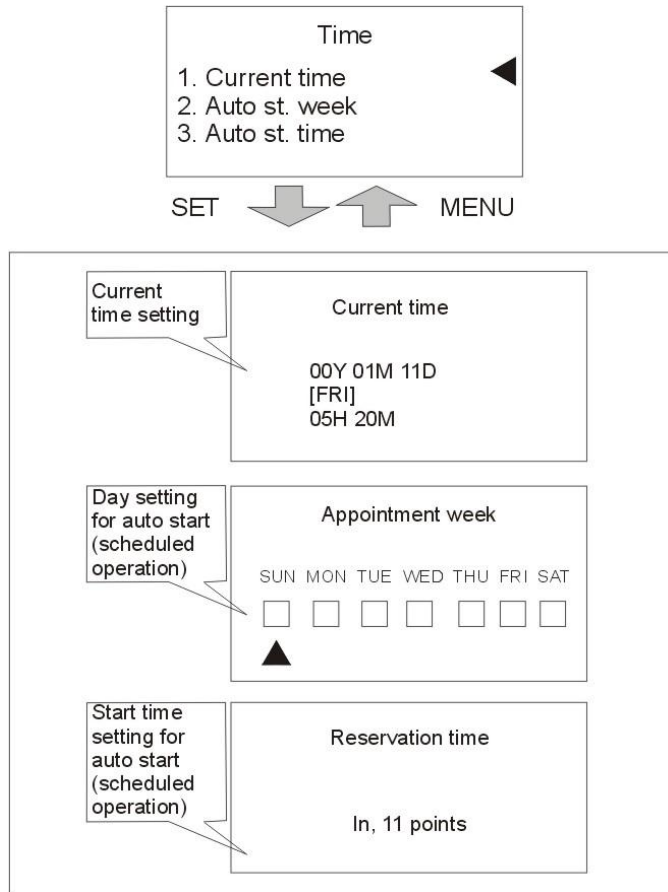 Time
1. Current time
2. Auto st. week
3. Auto st. time
SET
MENU
Current
time setting
Current time
00Y 01M 11D
[FRI]
05H 20M
Day setting
for auto start
(scheduled
operation)
Appointment week
SUN MON TUE WED THU FRI SAT
Start time
setting for
auto start
(scheduled
operation)
Reservation time
In, 11 points